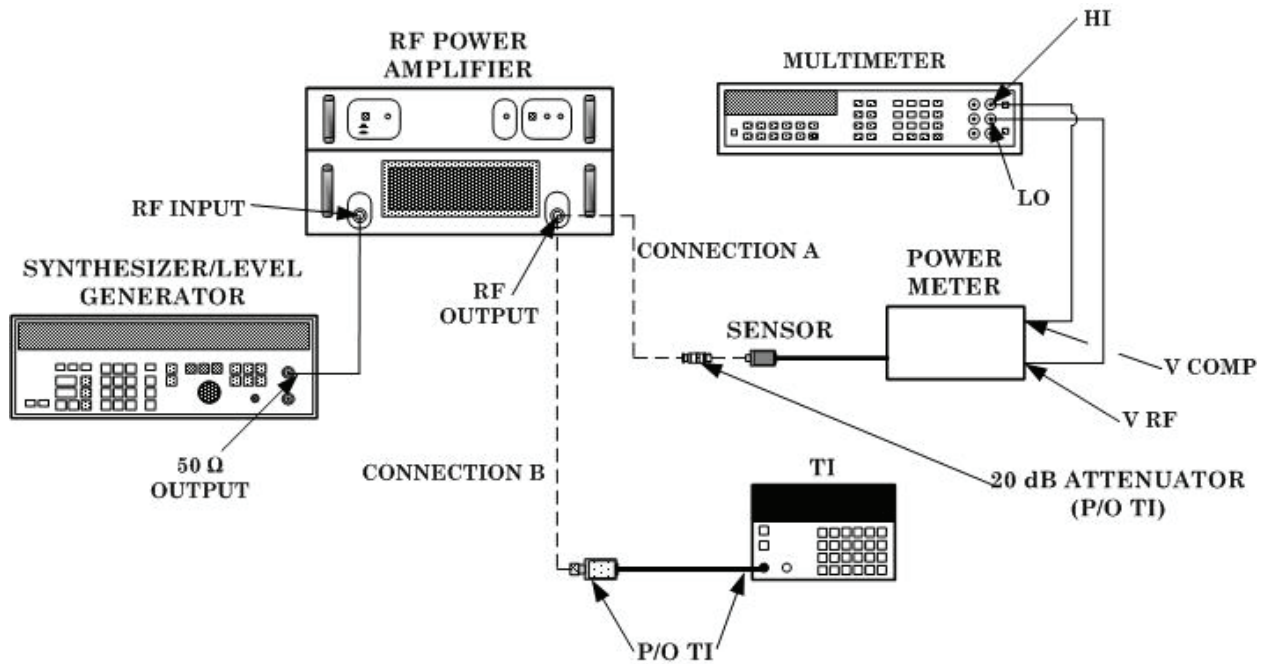 HI
RF POWER
AMPLIFIER
MULTIMETER
RF INPUT
LO
CONNECTION A
SYNTHESIZER/LEVEL
GENERATOR
RF
OUTPUT
POWER
METER
SENSOR
V COMP
V RF
50 Ω
OUTPUT
CONNECTION B
TI
20 dB ATTENUATOR
(P/O TI)
P/O TI